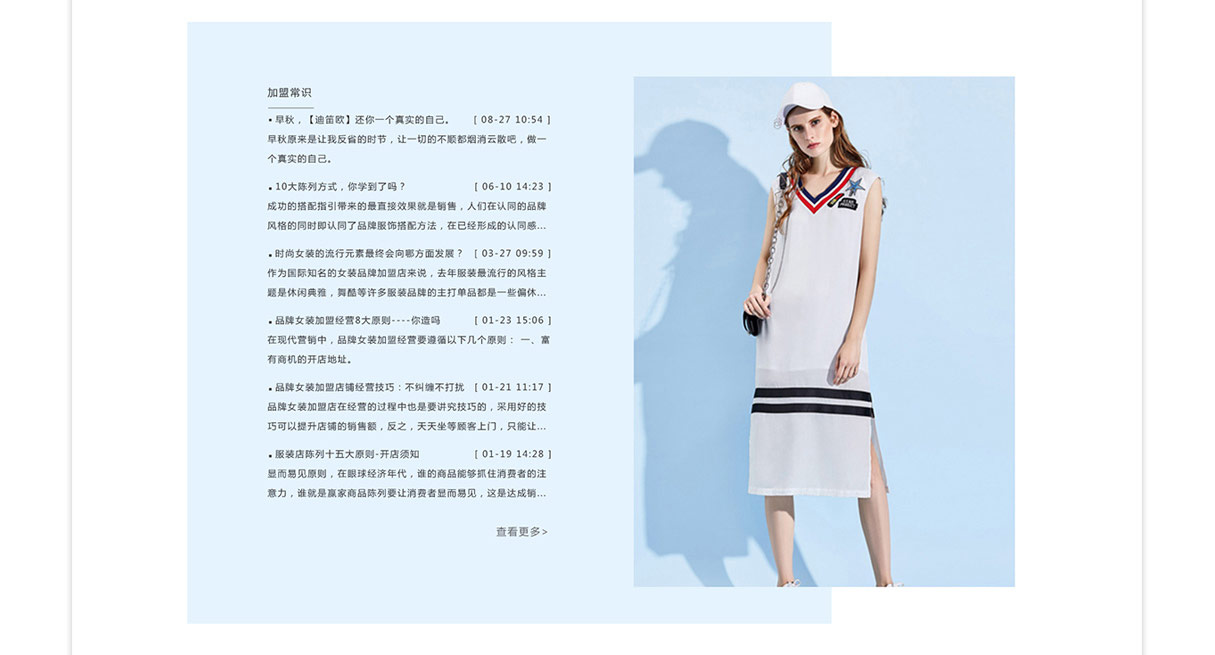 加盟常识
▪早秋，【迪笛欧】还你一个真实的自己。 [ 08-27 10:54 ]
早秋原来是让我反省的时节，让一切的不顺都烟消云散吧，做一
个真实的自己。
▪10大陈列方式，你学到了吗？ [ 06-10 14:23 ]
成功的搭配指引带来的最直接效果就是销售，人们在认同的品牌
风格的同时即认同了品牌服饰搭配方法，在已经形成的认同感...
▪时尚女装的流行元素最终会向哪方面发展？ [ 03-27 09:59 ]
作为国际知名的女装品牌加盟店来说，去年服装最流行的风格主
题是休闲典雅，舞酷等许多服装品牌的主打单品都是一些偏休...
▪品牌女装加盟经营8大原则----你造吗 [ 01-23 15:06 ]
在现代营销中，品牌女装加盟经营要遵循以下几个原则： 一、富
有商机的开店地址。
▪品牌女装加盟店铺经营技巧：不纠缠不打扰 [ 01-21 11:17 ]
品牌女装加盟店在经营的过程中也是要讲究技巧的，采用好的技
巧可以提升店铺的销售额，反之，天天坐等顾客上门，只能让...
▪服装店陈列十五大原则-开店须知 [ 01-19 14:28 ]
显而易见原则，在眼球经济年代，谁的商品能够抓住消费者的注
意力，谁就是赢家商品陈列要让消费者显而易见，这是达成销...
查看更多>